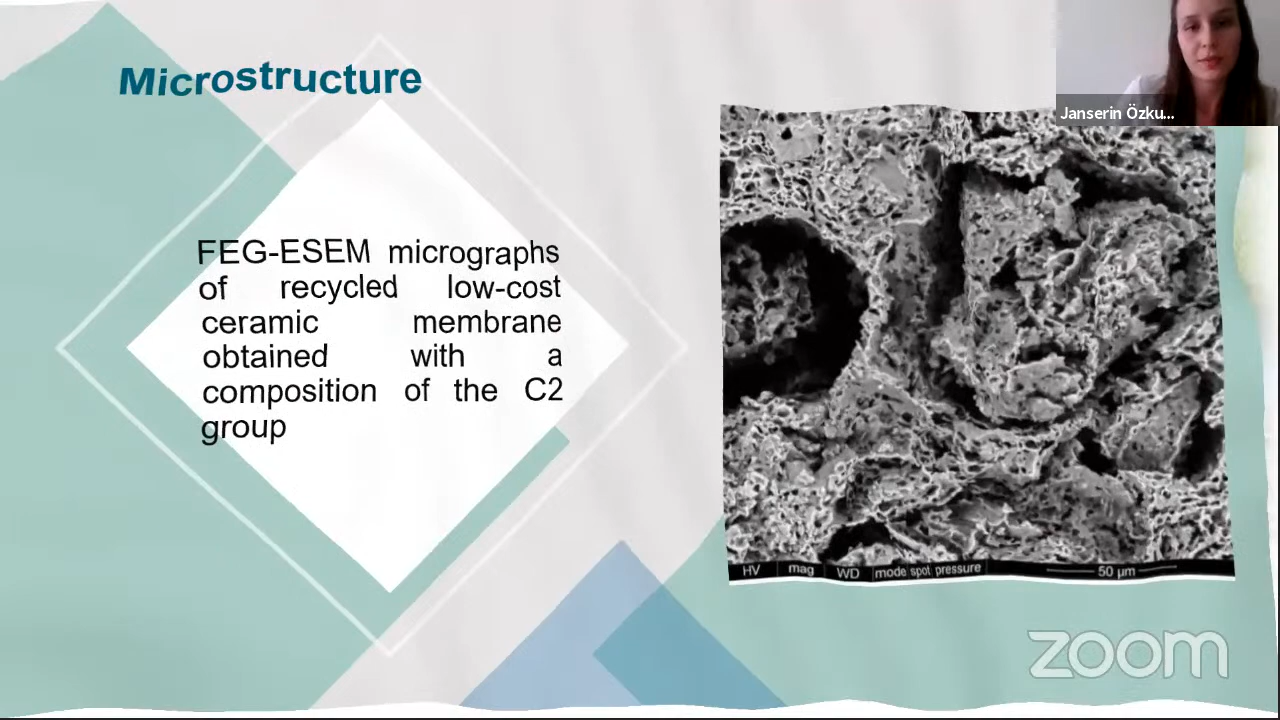 Microstructure
Janserin Özku...
FEG-ESEM micrographs
of recycled low-cost
ceramic membrane
obtained with a
composition of the C2
group
HV mag WD mode spot pressure 50 µm
zoom